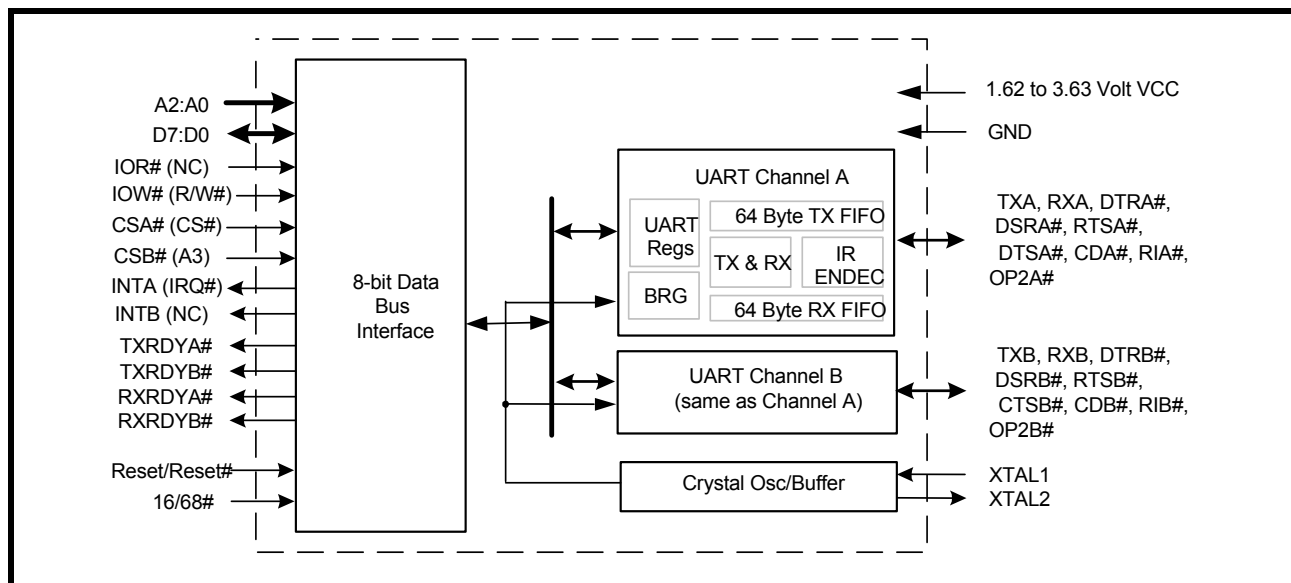 A2:A0
D7:D0
IOR# (NC)
IOW# (R/W#)
CSA# (CS#)
CSB# (A3)
INTA (IRQ#)
INTB (NC)
TXRDYA#
TXRDYB#
RXRDYA#
RXRDYB#
Reset/Reset#
16/68#
8-bit Data
Bus
Interface
UART Channel A
UART
Regs
BRG
64 Byte TX FIFO
TX & RX
IR
ENDEC
64 Byte RX FIFO
UART Channel B
(same as Channel A)
Crystal Osc/Buffer
1.62 to 3.63 Volt VCC
GND
TXA, RXA, DTRA#,
DSRA#, RTSA#,
DTSA#, CDA#, RIA#,
OP2A#
TXB, RXB, DTRB#,
DSRB#, RTSB#,
CTSB#, CDB#, RIB#,
OP2B#
XTAL1
XTAL2